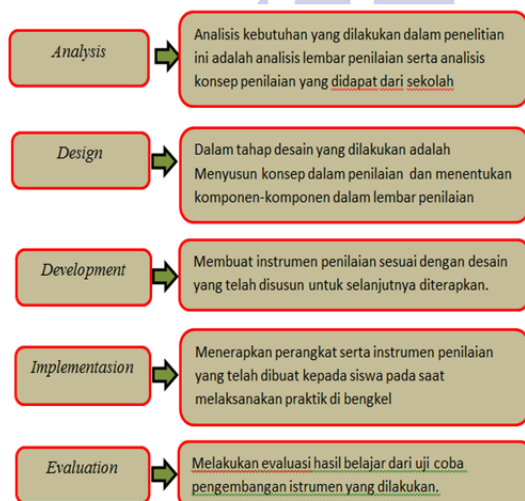 Analysis
Analisis kebutuhan yang dilakukan dalam penelitian
ini adalah analisis lembar penilaian serta analisis
konsep penilaian yang didapat dari sekolah
Design
Dalam tahap desain yang dilakukan adalah
Menyusun konsep dalam penilaian dan menentukan
komponen-komponen dalam lembar penilaian
Development
Membuat instrumen penilaian sesuai dengan desain
yang telah disusun untuk selanjutnya diterapkan.
Implementasion
Menerapkan perangkat serta instrumen penilaian
yang telah dibuat kepada siswa pada saat
melaksanakan praktik di bengkel
Evaluation
Melakukan evaluasi hasil belajar dari uji coba
pengembangan istrumen yang dilakukan.